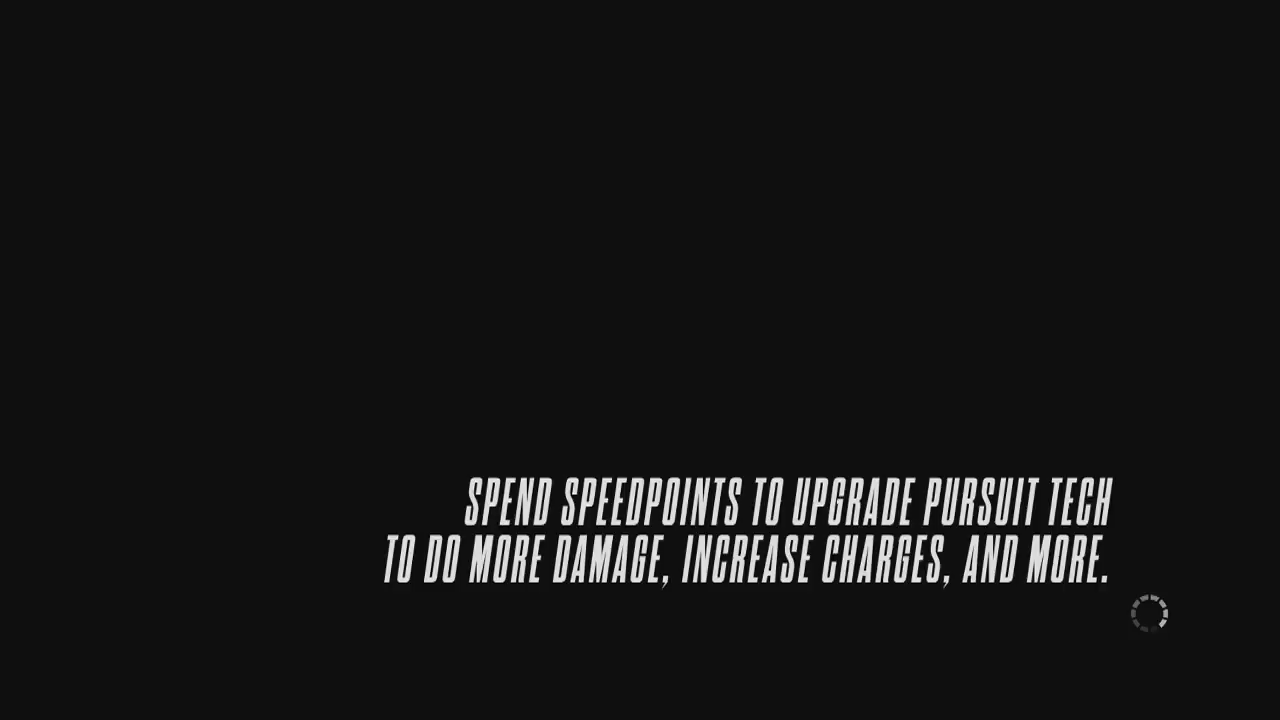 SPEND SPEEDPOINTS TO UPGRADE PURSUIT TECH
TO DO MORE DAMAGE, INCREASE CHARGES, AND MORE.